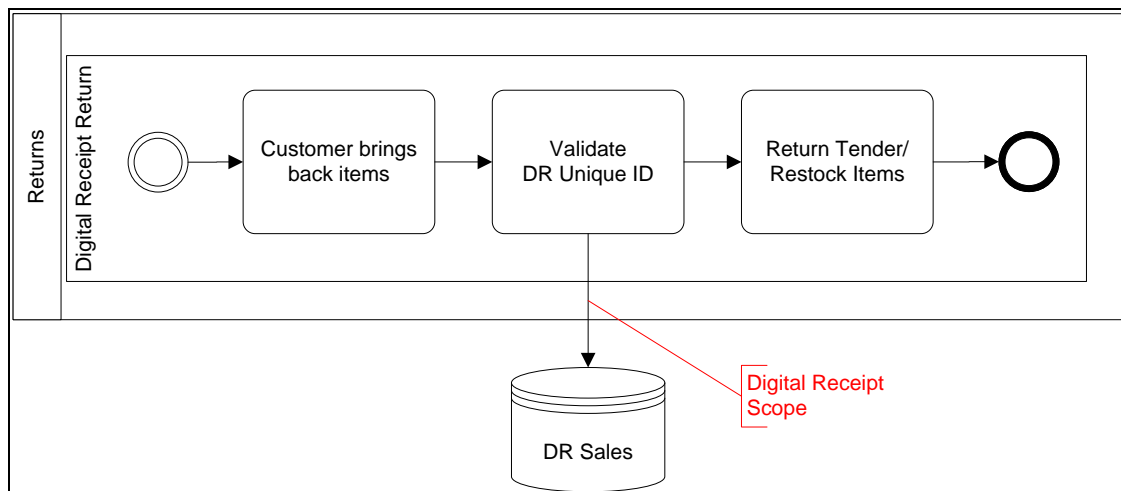 Returns
Digital Receipt Return
Customer brings
back items
Validate
DR Unique ID
Return Tender/
Restock Items
Digital Receipt
Scope
DR Sales